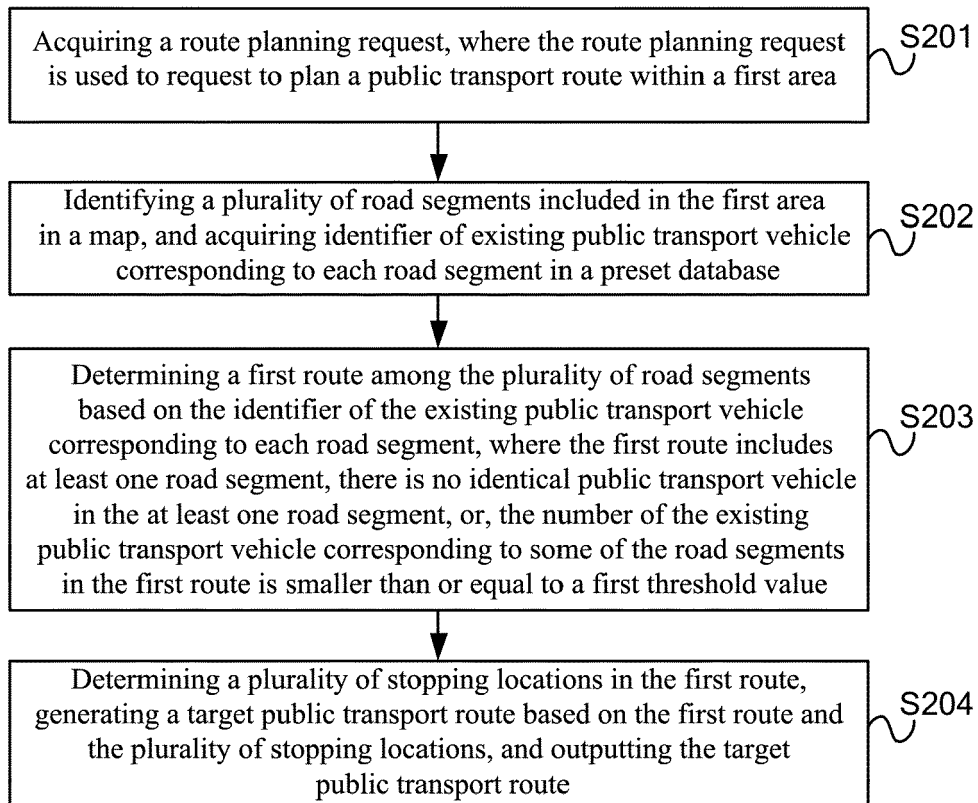 Acquiring a route planning request, where the route planning request
is used to request to plan a public transport route within a first area
S201
Identifying a plurality of road segments included in the first area
in a map, and acquiring identifier of existing public transport vehicle
corresponding to each road segment in a preset database
S202
Determining a first route among the plurality of road segments
based on the identifier of the existing public transport vehicle
corresponding to each road segment, where the first route includes
at least one road segment, there is no identical public transport vehicle
in the at least one road segment, or, the number of the existing
public transport vehicle corresponding to some of the road segments
in the first route is smaller than or equal to a first threshold value
S203
Determining a plurality of stopping locations in the first route,
generating a target public transport route based on the first route and
the plurality of stopping locations, and outputting the target
public transport route
S204